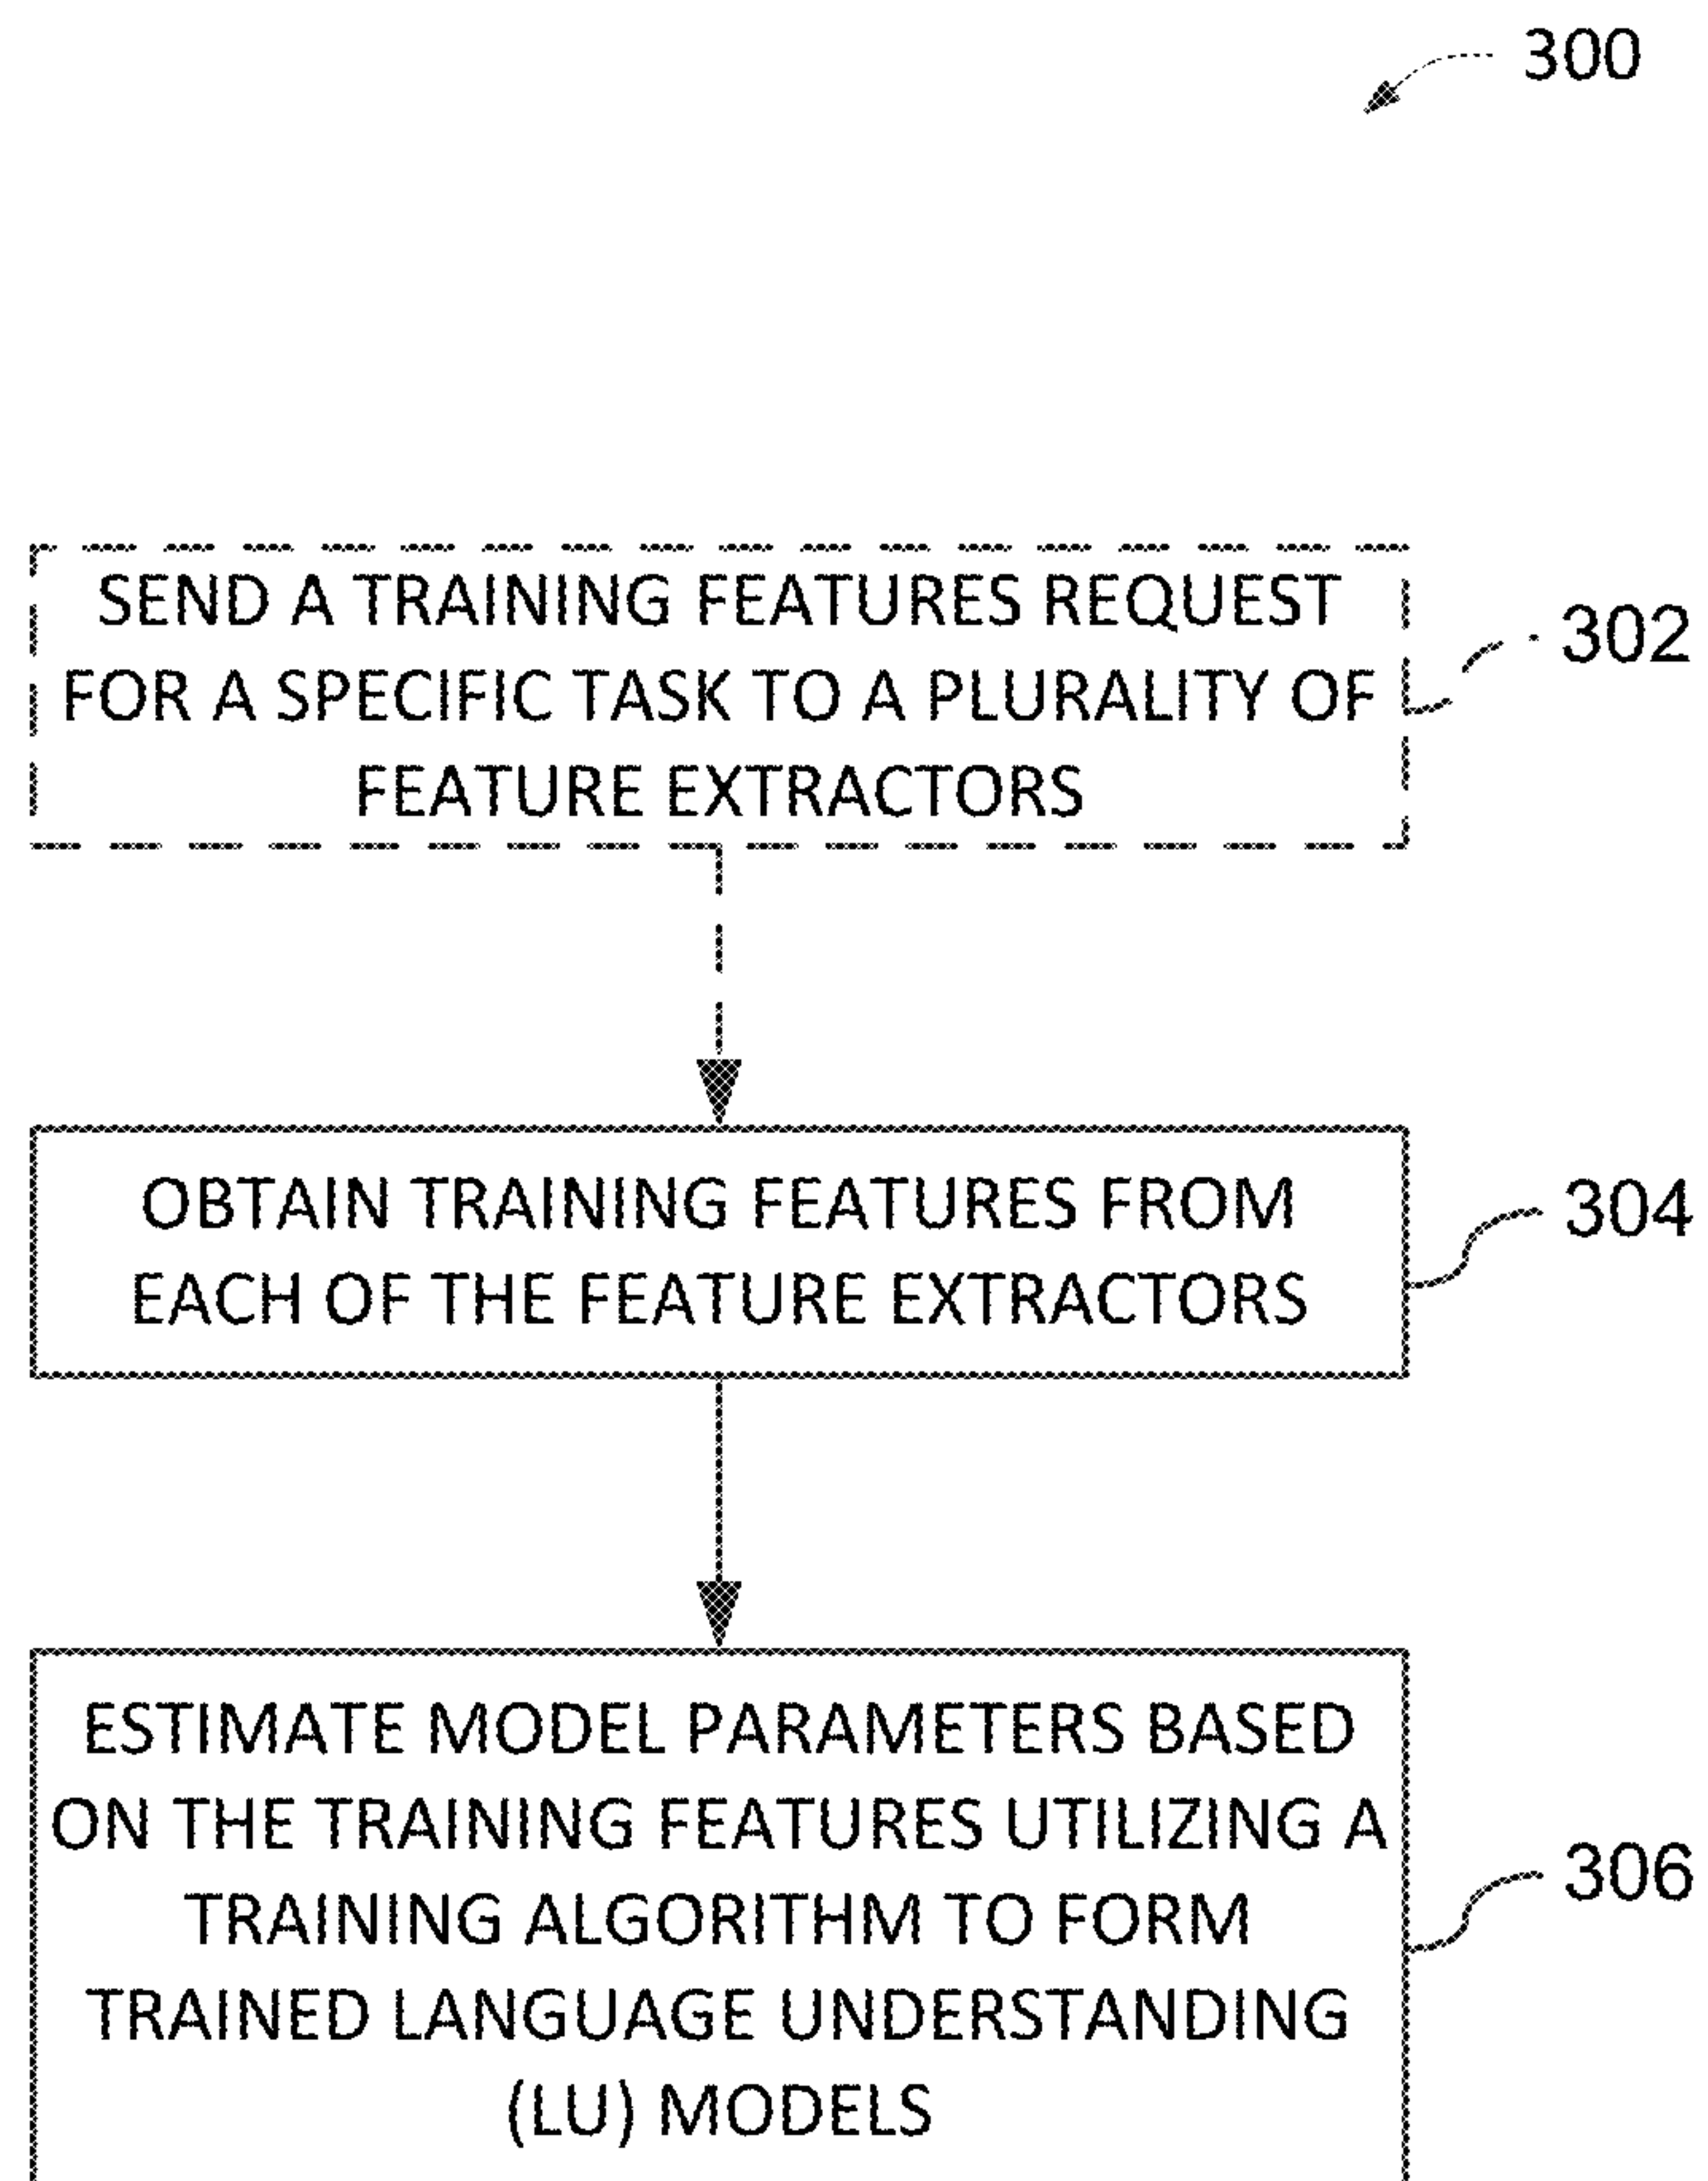 300
SEND A TRAINING FEATURES REQUEST
FOR A SPECIFIC TASK TO A PLURALITY OF
FEATURE EXTRACTORS
302
OBTAIN TRAINING FEATURES FROM
EACH OF THE FEATURE EXTRACTORS
304
ESTIMATE MODEL PARAMETERS BASED
ON THE TRAINING FEATURES UTILIZING A
TRAINING ALGORITHM TO FORM
TRAINED LANGUAGE UNDERSTANDING
(LU) MODELS
306